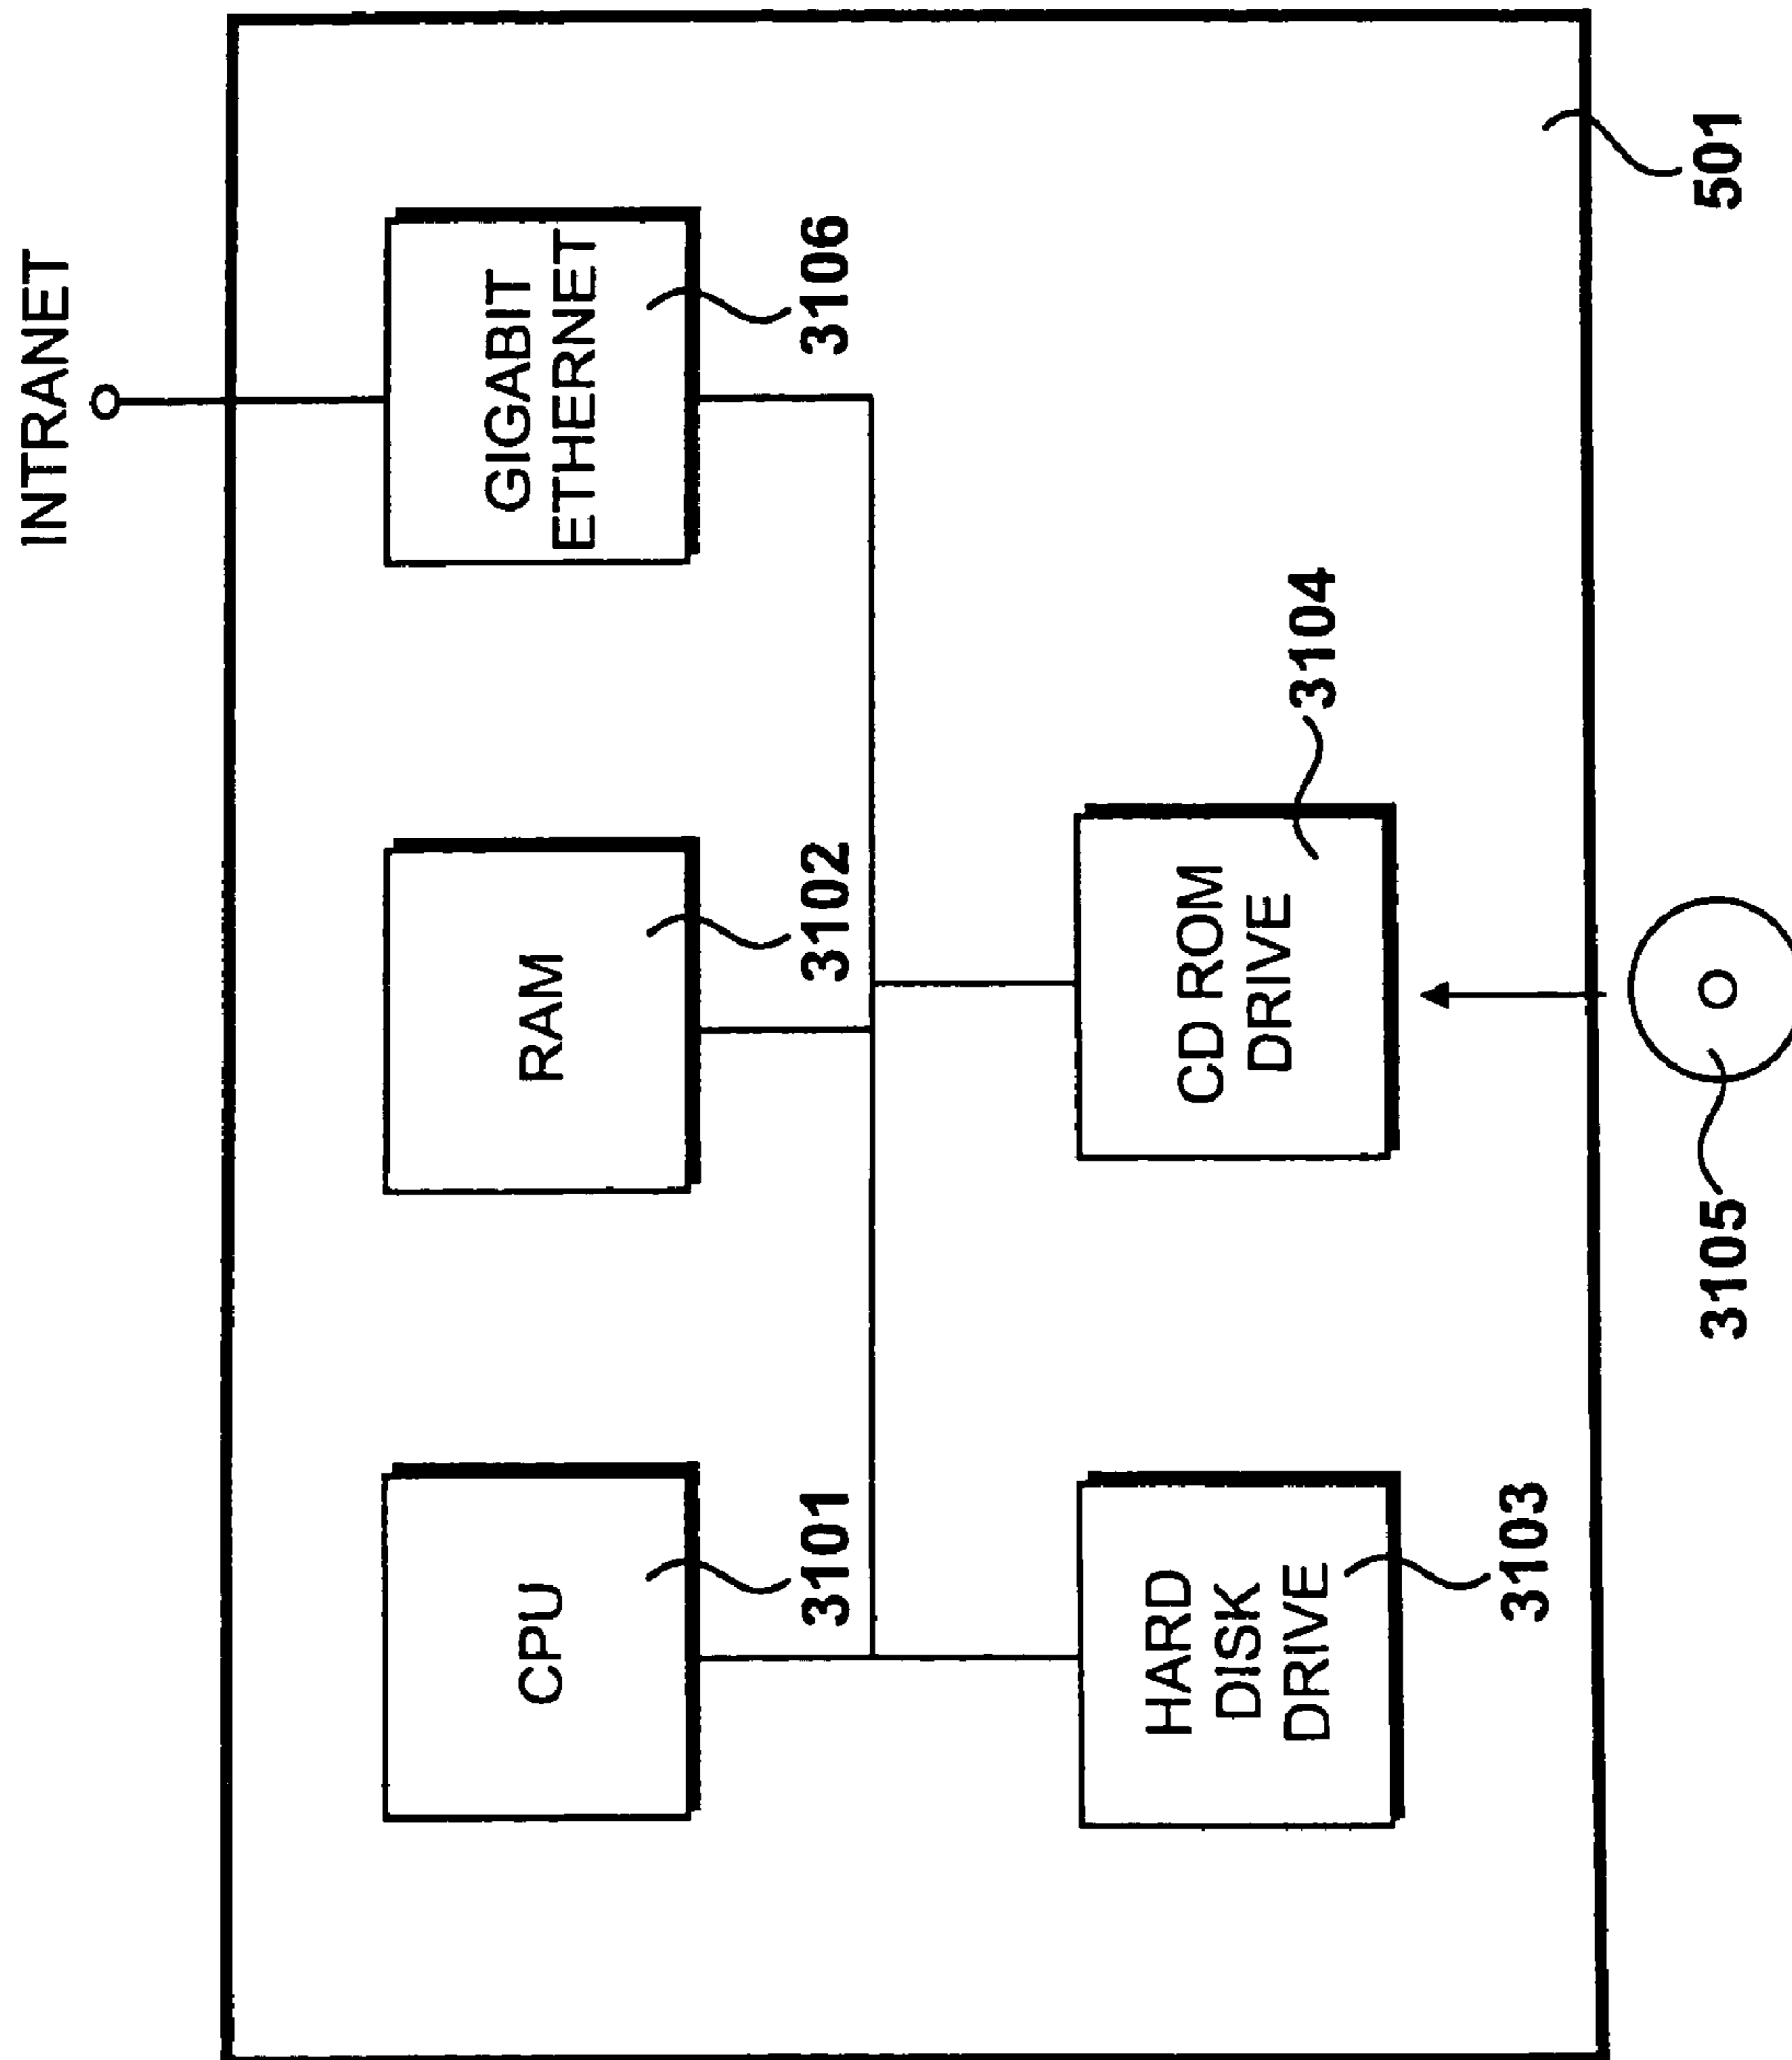 INTRANET
CPU
3101
RAM
3102
GIGABIT
ETHERNET
3106
HARD
DISK
DRIVE
3103
CD ROM
DRIVE
3104
3105
501